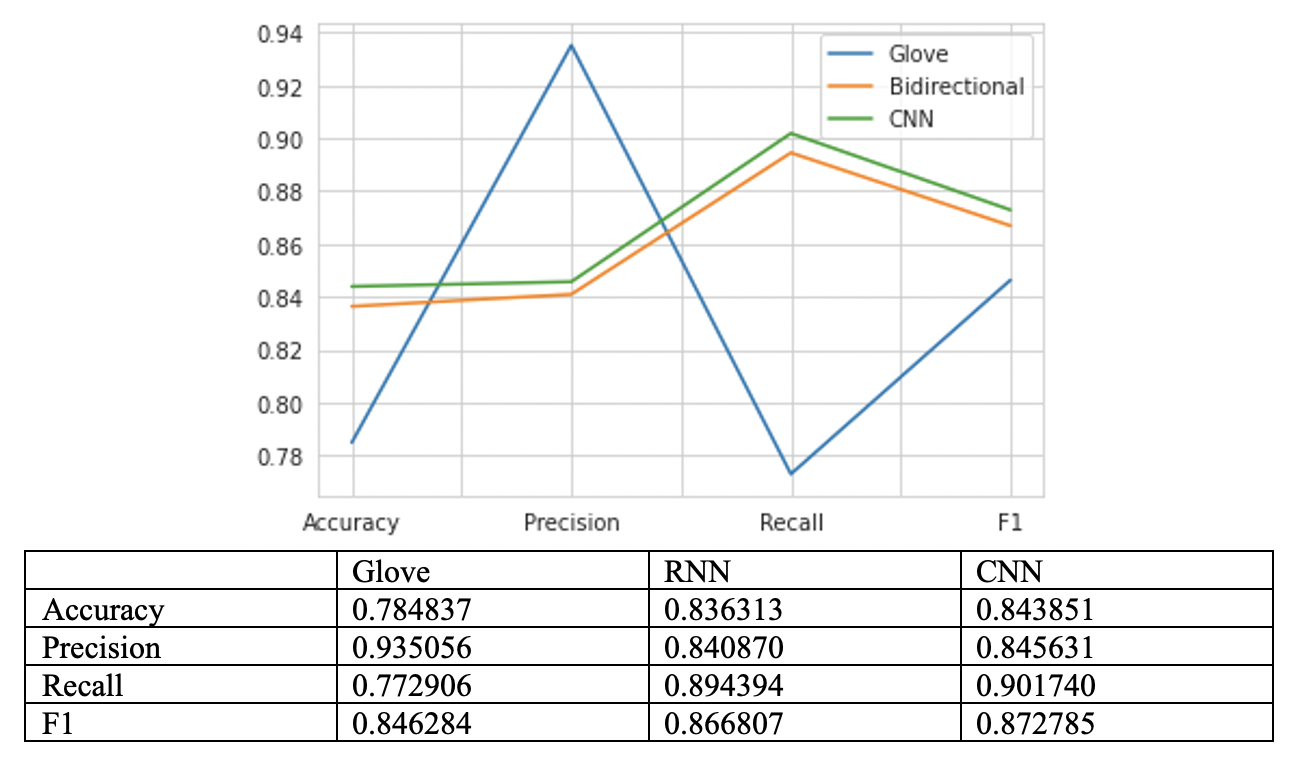 0.94
0.92
0.90
0.88
0.86
0.84
0.82
0.80
0.78
Glove
Bidirectional
CNN
Accuracy Precision Recall F1
Glove RNN CNN
Accuracy 0.784837 0.836313 0.843851
Precision 0.935056 0.840870 0.845631
Recall 0.772906 0.894394 0.901740
F1 0.846284 0.866807 0.872785